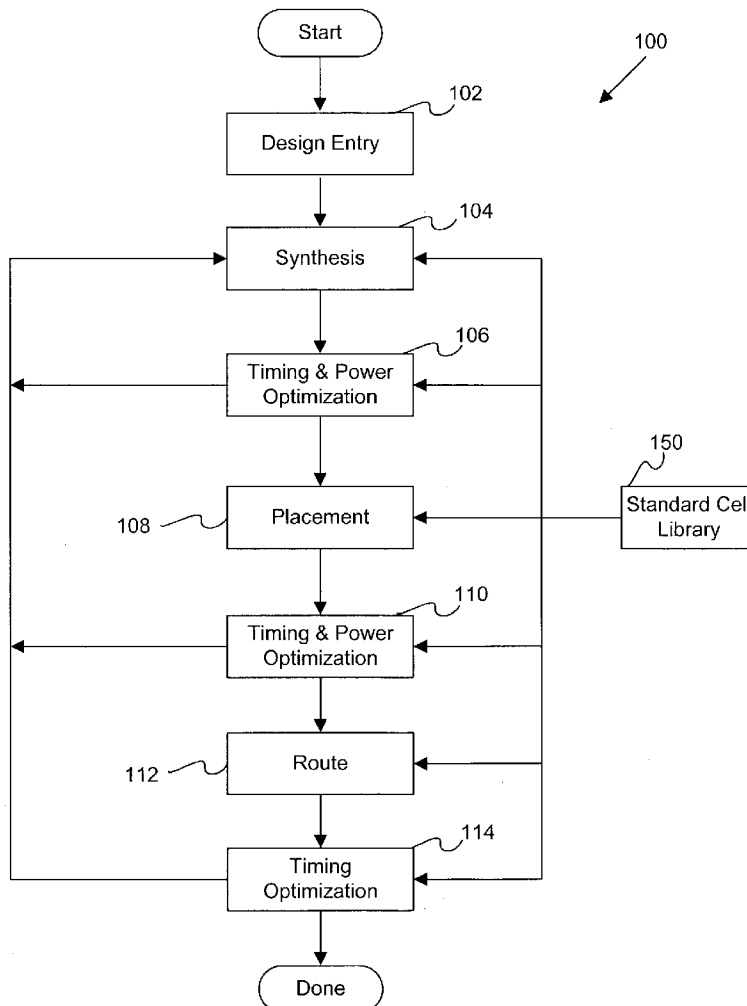 Start
100
102
Design Entry
104
Synthesis
106
Timing & Power
Optimization
150
Standard Cel
Library
Placement
108
110
Timing & Power
Optimization
Route
112
114
Timing
Optimization
Done